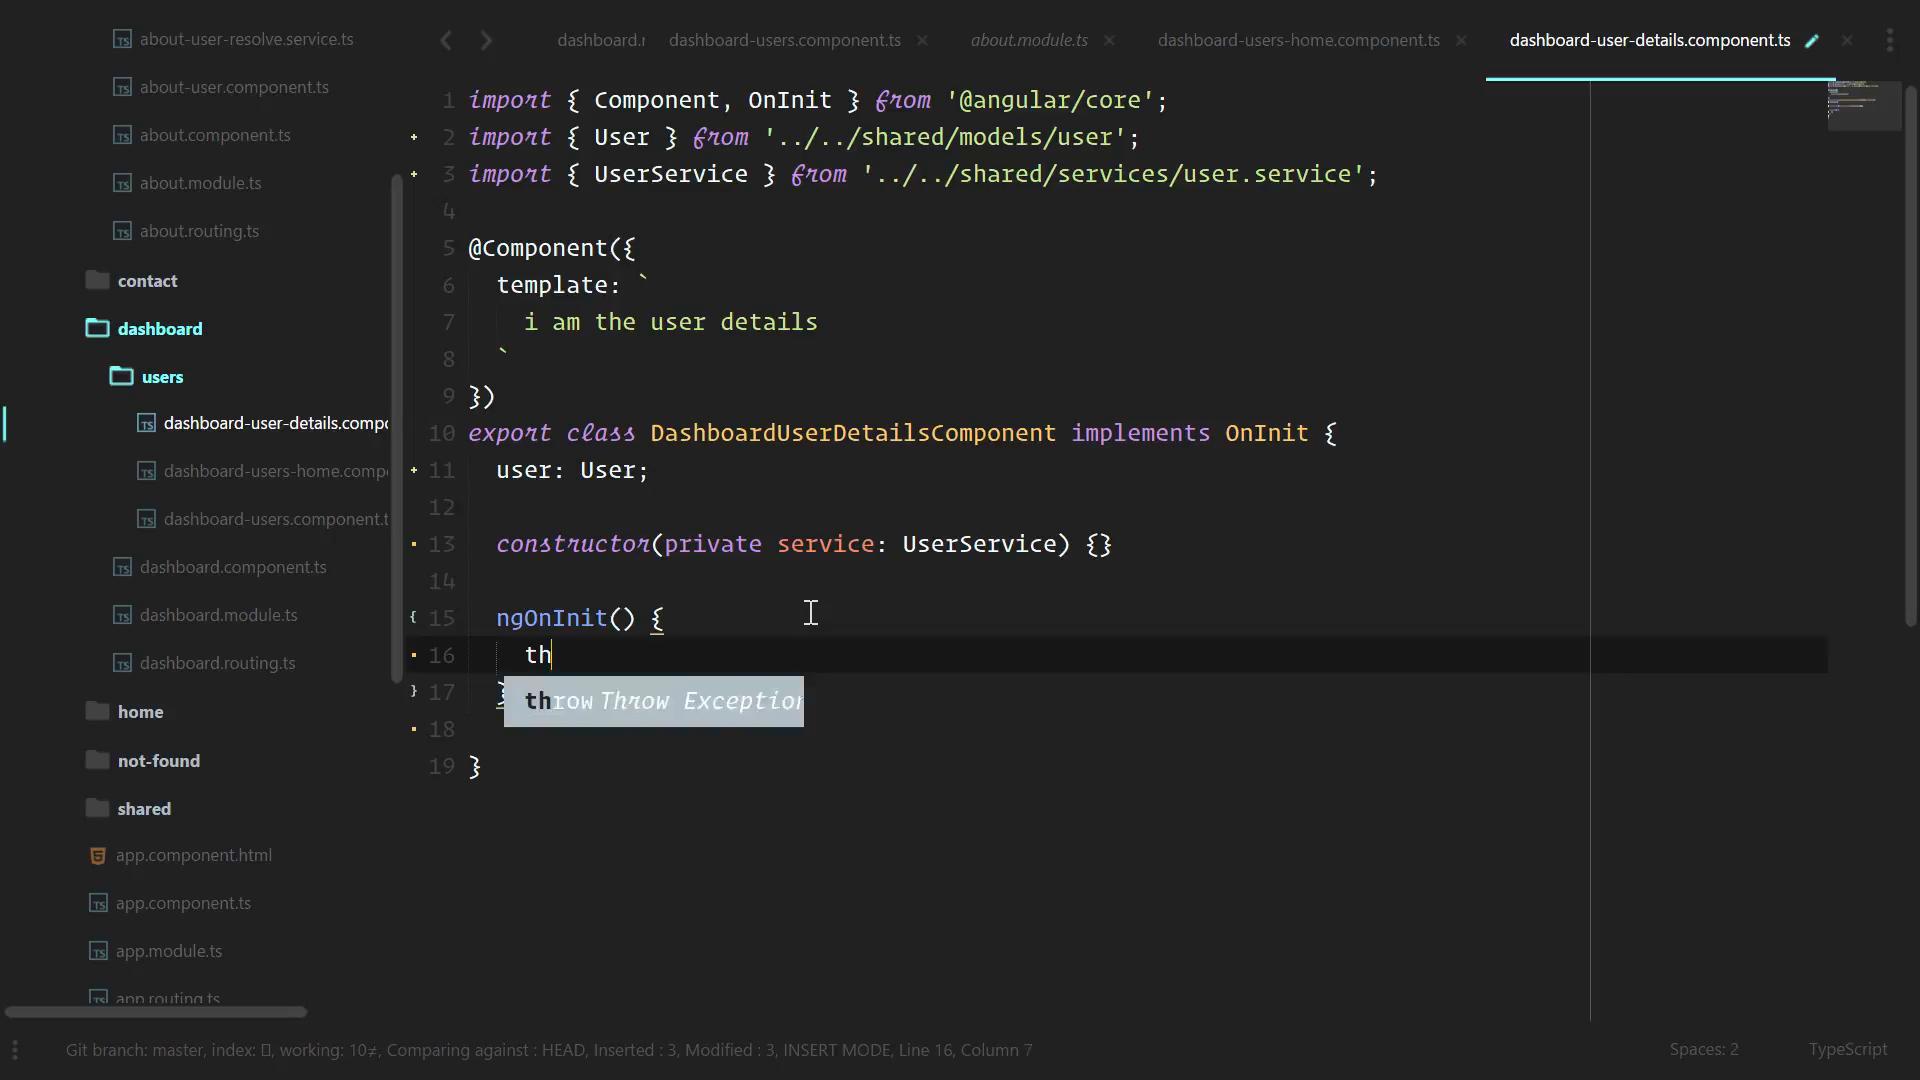 about-user-resolve.service.ts
about-user.component.ts
about.component.ts
about.module.ts
about.routing.ts
contact
dashboard
users
dashboard-user-details.comp
dashboard-users-home.comp
dashboard-users.component.t
dashboard.component.ts
dashboard.module.ts
dashboard.routing.ts
home
not-found
shared
app.component.html
app.component.ts
app.module.ts
app.routing.ts
dashboard.r dashboard-users.component.ts about.module.ts dashboard-users-home.component.ts dashboard-user-details.component.ts
1 import { Component, OnInit } from '@angular/core';
2 import { User } from '../../shared/models/user';
3 import { UserService } from '../../shared/services/user.service';
4
5 @Component({
6 template: `
7 i am the user details
8 `
9 })
10 export class DashboardUserDetailsComponent implements OnInit {
11 user: User;
12
13 constructor(private service: UserService) {}
14
15 ngOnInit() {
16 th
17 }
throw Throw Exception
18
19 }
Git branch: master, index: ▯, working: 10≠, Comparing against : HEAD, Inserted : 3, Modified : 3, INSERT MODE, Line 16, Column 7
Spaces: 2 TypeScript